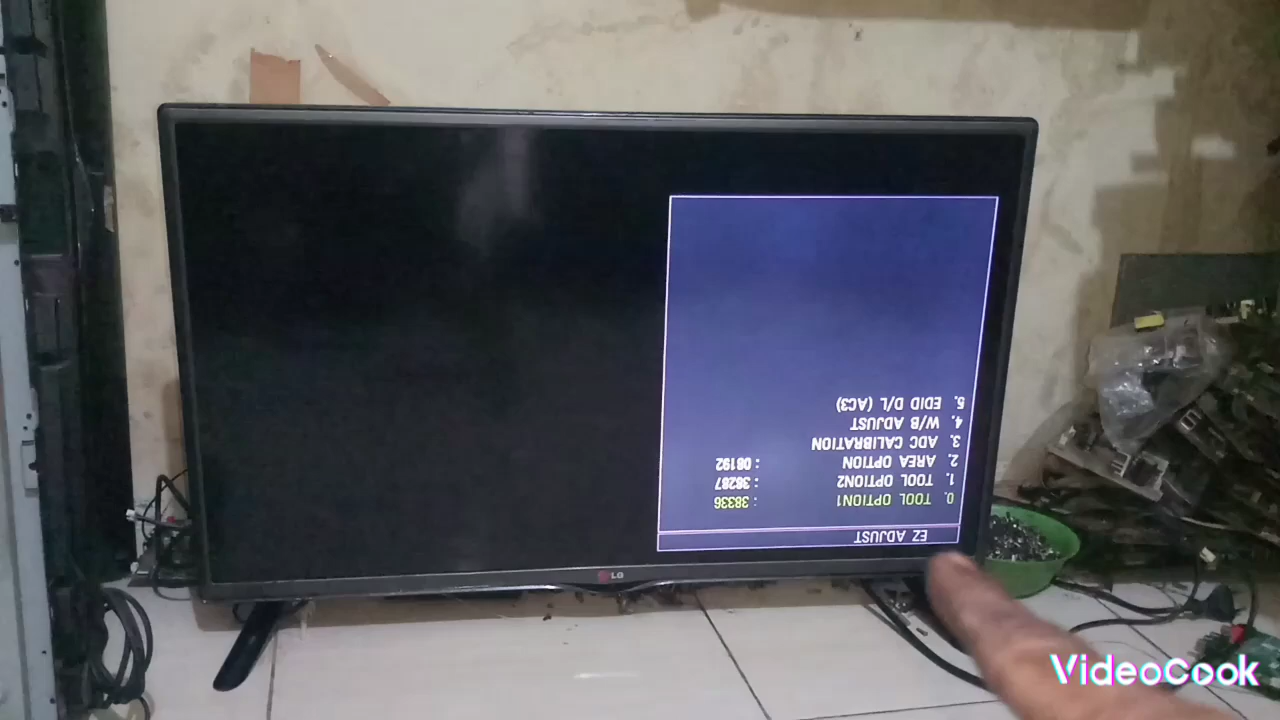 EZ ADJUST
0. TOOL OPTION1 : 38336
1. TOOL OPTION2 : 38287
2. AREA OPTION : 08192
3. ADC CALIBRATION
4. W/B ADJUST
5. EDID D/L (AC3)
LG
VideoCook